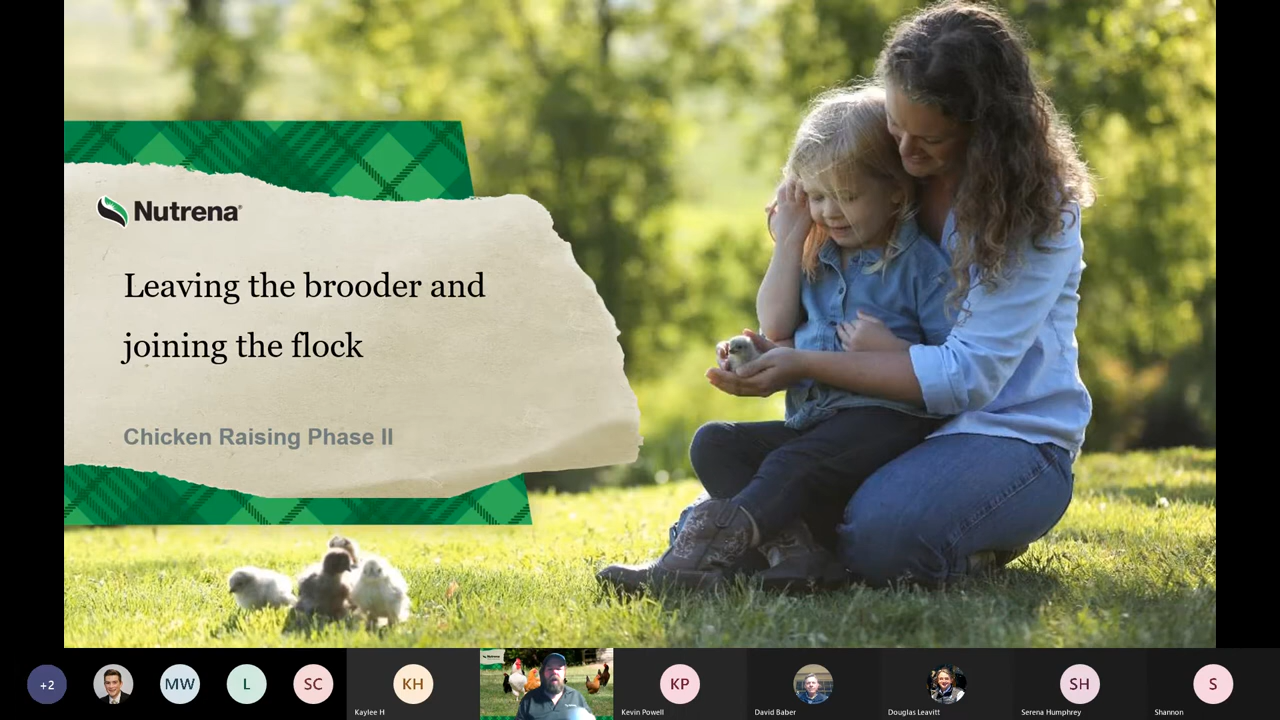 Nutrena®
Leaving the brooder and
joining the flock
Chicken Raising Phase II
Nutrena
+2
MW
L
SC
KH
KP
SH
S
Kaylee H
Kevin Powell
David Baber
Douglas Leavitt
Serena Humphrey
Shannon